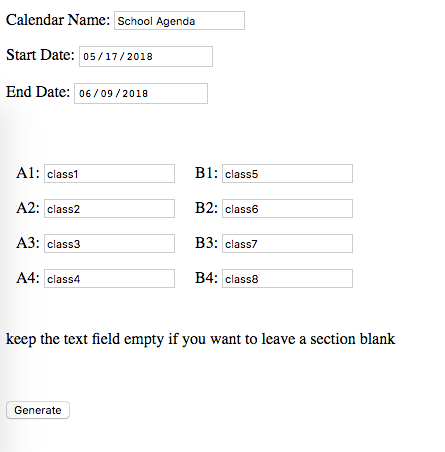 Calendar Name: School Agenda
Start Date: 05/17/2018
End Date: 06/09/2018
A1: class1 B1: class5
A2: class2 B2: class6
A3: class3 B3: class7
A4: class4 B4: class8
keep the text field empty if you want to leave a section blank
Generate